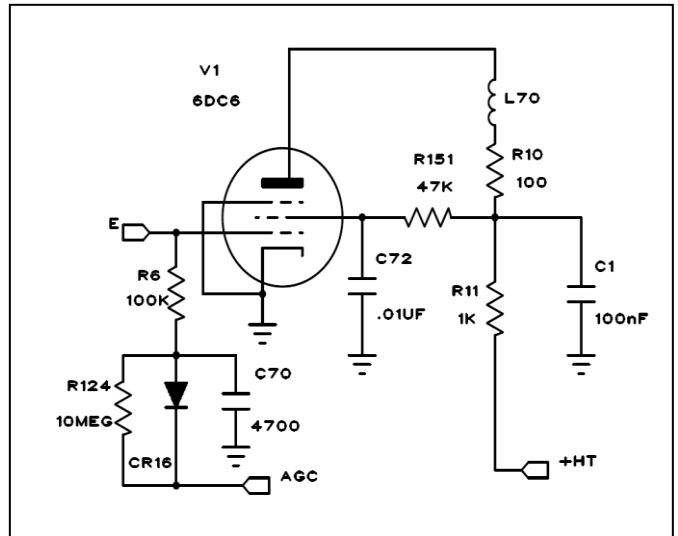 V1
6DC6
L70
R151
47K
R10
100
E
R6
100K
C72
.01UF
R11
1K
C1
100nF
R124
10MEG
C70
4700
CR16
AGC
+HT